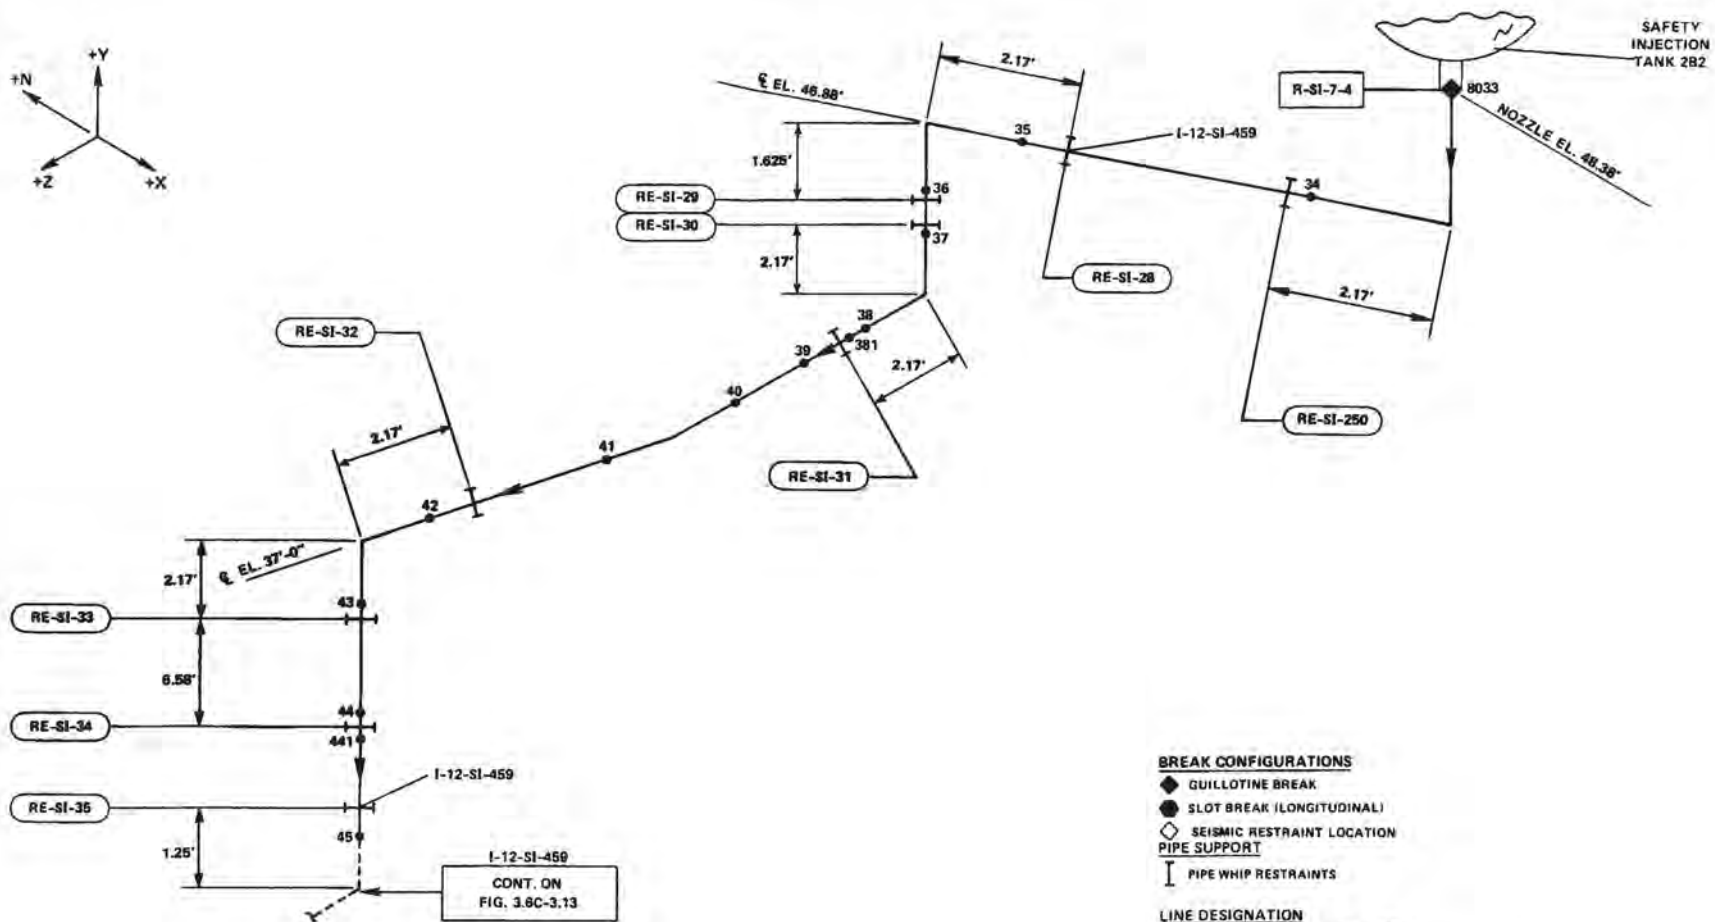 +Y
+N
+Z
+X
SAFETY
INJECTION
TANK 2B2
R-SI-7-4
8033
NOZZLE EL. 48.38'
2.17'
℄ EL. 46.88'
35
I-12-SI-459
1.625'
36
RE-SI-29
RE-SI-30
37
34
2.17'
RE-SI-28
2.17'
RE-SI-32
38
381
39
2.17'
40
RE-SI-250
2.17'
41
RE-SI-31
42
℄ EL. 37'-0"
2.17'
43
RE-SI-33
6.58'
44
RE-SI-34
441
I-12-SI-459
RE-SI-35
45
1.25'
I-12-SI-459
CONT. ON
FIG. 3.6C-3.13
BREAK CONFIGURATIONS
GUILLOTINE BREAK
SLOT BREAK (LONGITUDINAL)
SEISMIC RESTRAINT LOCATION
PIPE SUPPORT
PIPE WHIP RESTRAINTS
LINE DESIGNATION